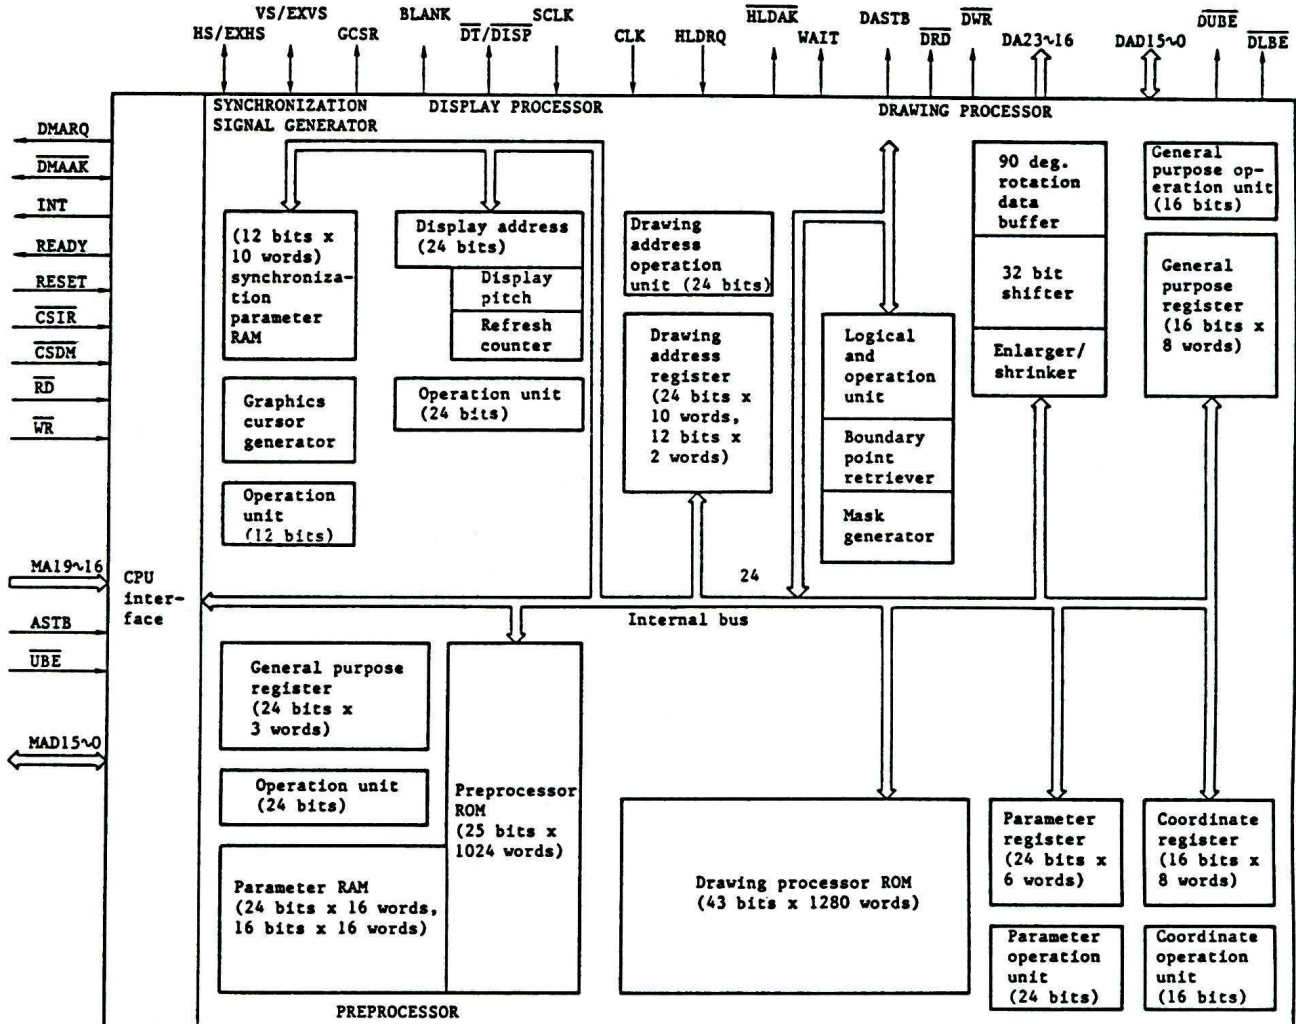 VS/EXVS
BLANK
SCLK
HLDAK
DASTB
DWR
DUBE
HS/EXHS
GCSR
DT/DISP
CLK
HLDRQ
WAIT
DRD
DA23~16
DAD15~0
DLBE
SYNCHRONIZATION
SIGNAL GENERATOR
DISPLAY PROCESSOR
DRAWING PROCESSOR
DMARQ
DMAAK
INT
READY
RESET
CSIR
CSDM
RD
WR
MA19~16
ASTB
UBE
MAD15~0
CPU
inter-
face
(12 bits x
10 words)
synchroniza-
tion
parameter
RAM
Graphics
cursor
generator
Operation
unit
(12 bits)
Display address
(24 bits)
Display
pitch
Refresh
counter
Operation unit
(24 bits)
Drawing
address
operation
unit (24 bits)
Drawing
address
register
(24 bits x
10 words,
12 bits x
2 words)
Logical
and
operation
unit
Boundary
point
retriever
Mask
generator
90 deg.
rotation
data
buffer
32 bit
shifter
Enlarger/
shrinker
General
purpose op-
eration unit
(16 bits)
General
purpose
register
(16 bits x
8 words)
24
Internal bus
General purpose
register
(24 bits x
3 words)
Operation unit
(24 bits)
Parameter RAM
(24 bits x 16 words,
16 bits x 16 words)
Preprocessor
ROM
(25 bits x
1024 words)
PREPROCESSOR
Drawing processor ROM
(43 bits x 1280 words)
Parameter
register
(24 bits x
6 words)
Coordinate
register
(16 bits x
8 words)
Parameter
operation
unit
(24 bits)
Coordinate
operation
unit
(16 bits)